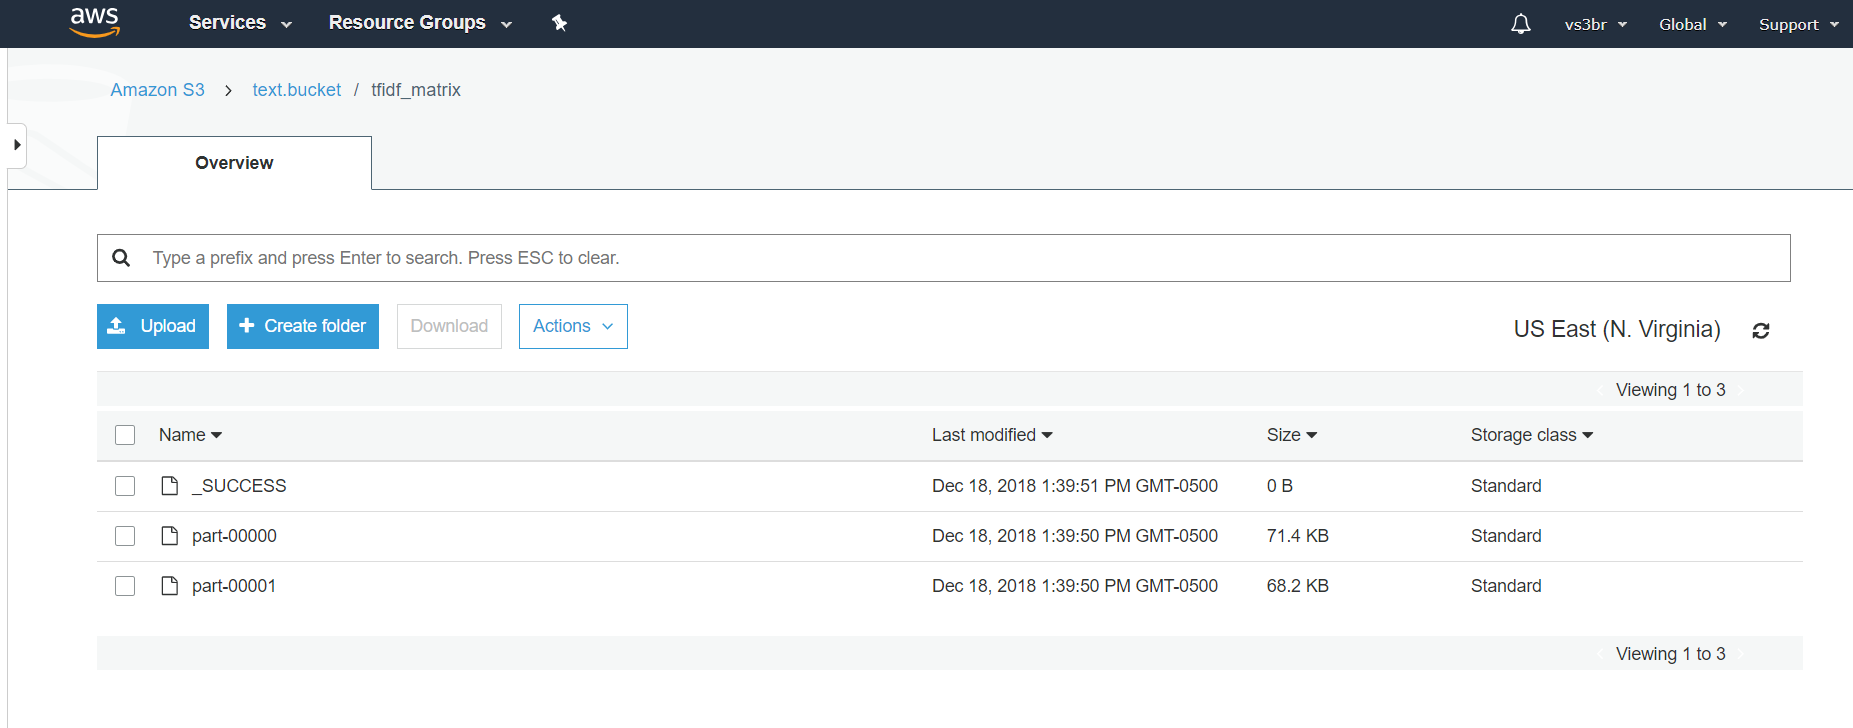 aws Services Resource Groups vs3br Global Support
Amazon S3 > text.bucket / tfidf_matrix
Overview
Type a prefix and press Enter to search. Press ESC to clear.
Upload Create folder Download Actions US East (N. Virginia)
Viewing 1 to 3
Name Last modified Size Storage class
_SUCCESS Dec 18, 2018 1:39:51 PM GMT-0500 0 B Standard
part-00000 Dec 18, 2018 1:39:50 PM GMT-0500 71.4 KB Standard
part-00001 Dec 18, 2018 1:39:50 PM GMT-0500 68.2 KB Standard
Viewing 1 to 3